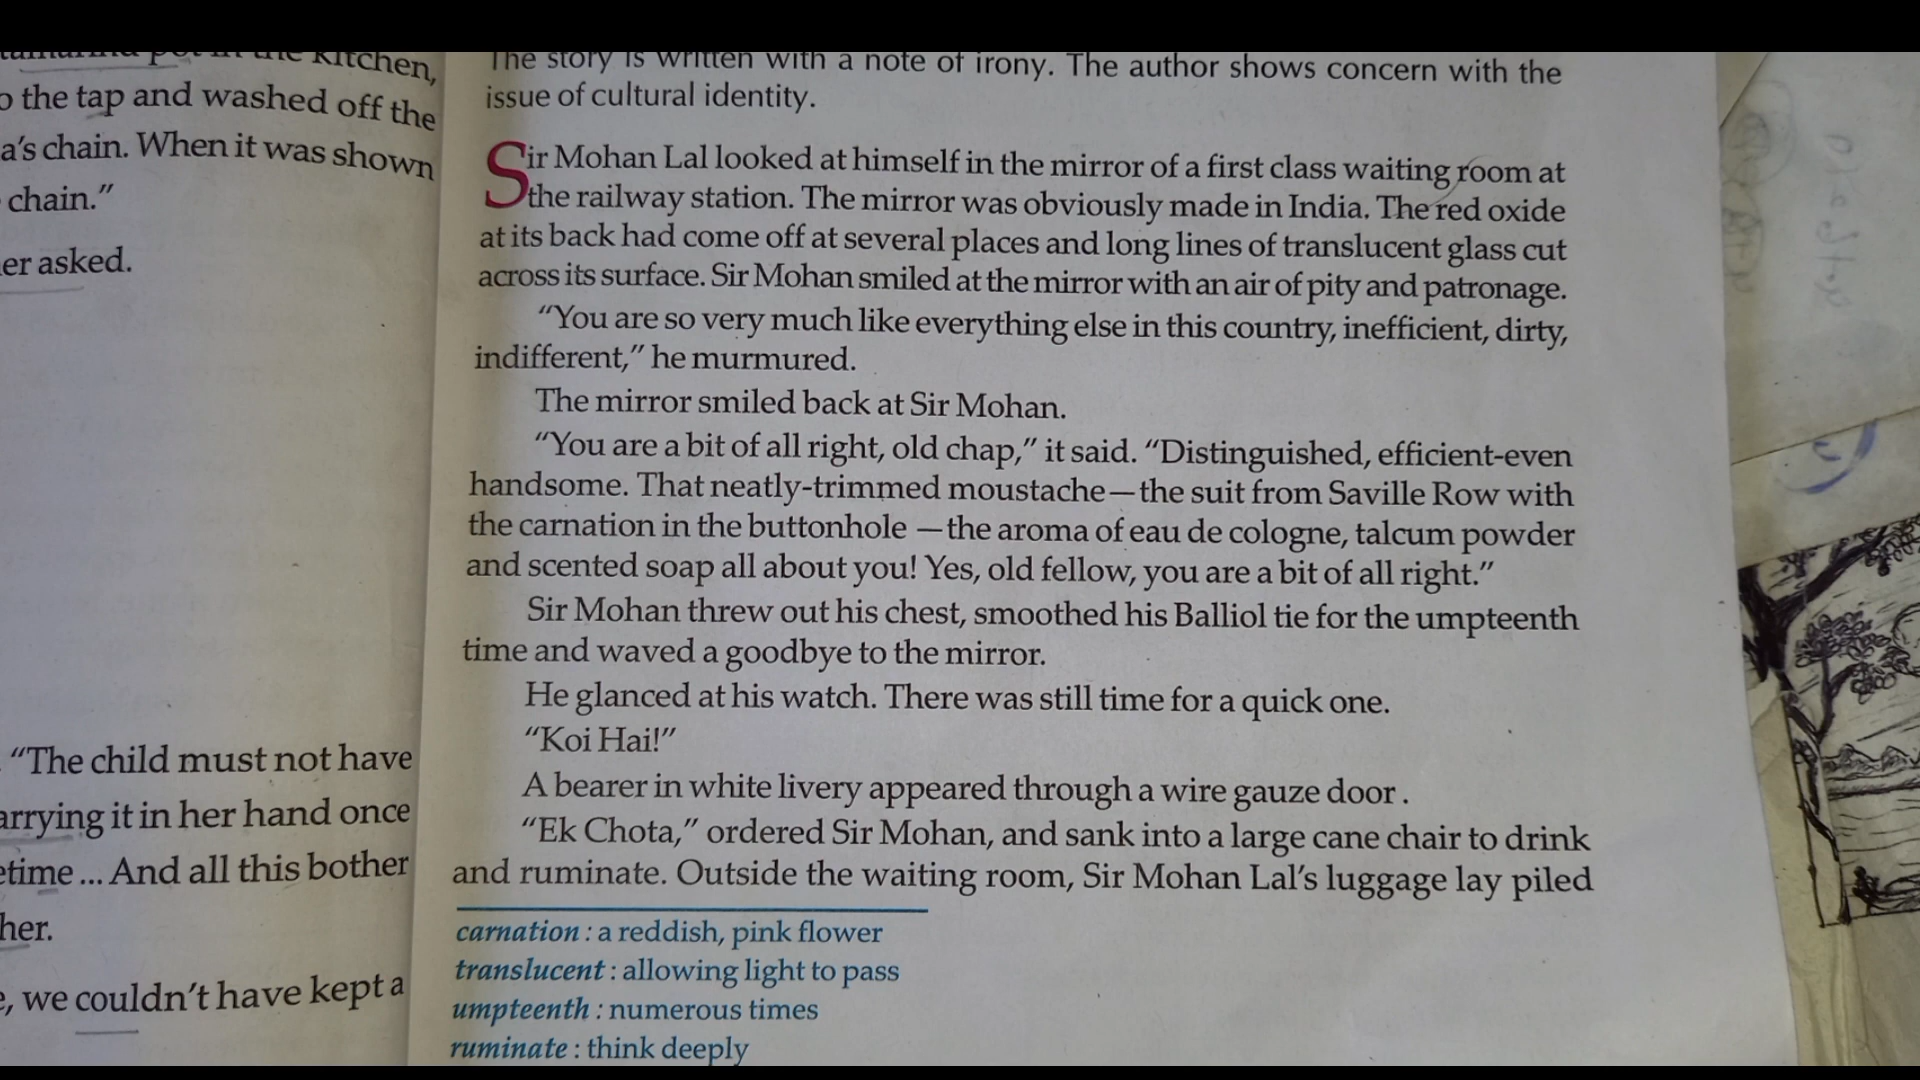 kitchen,
o the tap and washed off the
a's chain. When it was shown
chain."
er asked.
"The child must not have
arrying it in her hand once
etime ... And all this bother
her.
e, we couldn't have kept a
The story is written with a note of irony. The author shows concern with the
issue of cultural identity.
Sir Mohan Lal looked at himself in the mirror of a first class waiting room at
the railway station. The mirror was obviously made in India. The red oxide
at its back had come off at several places and long lines of translucent glass cut
across its surface. Sir Mohan smiled at the mirror with an air of pity and patronage.
"You are so very much like everything else in this country, inefficient, dirty,
indifferent," he murmured.
The mirror smiled back at Sir Mohan.
"You are a bit of all right, old chap," it said. "Distinguished, efficient-even
handsome. That neatly-trimmed moustache—the suit from Saville Row with
the carnation in the buttonhole —the aroma of eau de cologne, talcum powder
and scented soap all about you! Yes, old fellow, you are a bit of all right."
Sir Mohan threw out his chest, smoothed his Balliol tie for the umpteenth
time and waved a goodbye to the mirror.
He glanced at his watch. There was still time for a quick one.
"Koi Hai!"
A bearer in white livery appeared through a wire gauze door .
"Ek Chota," ordered Sir Mohan, and sank into a large cane chair to drink
and ruminate. Outside the waiting room, Sir Mohan Lal's luggage lay piled
carnation : a reddish, pink flower
translucent : allowing light to pass
umpteenth : numerous times
ruminate : think deeply